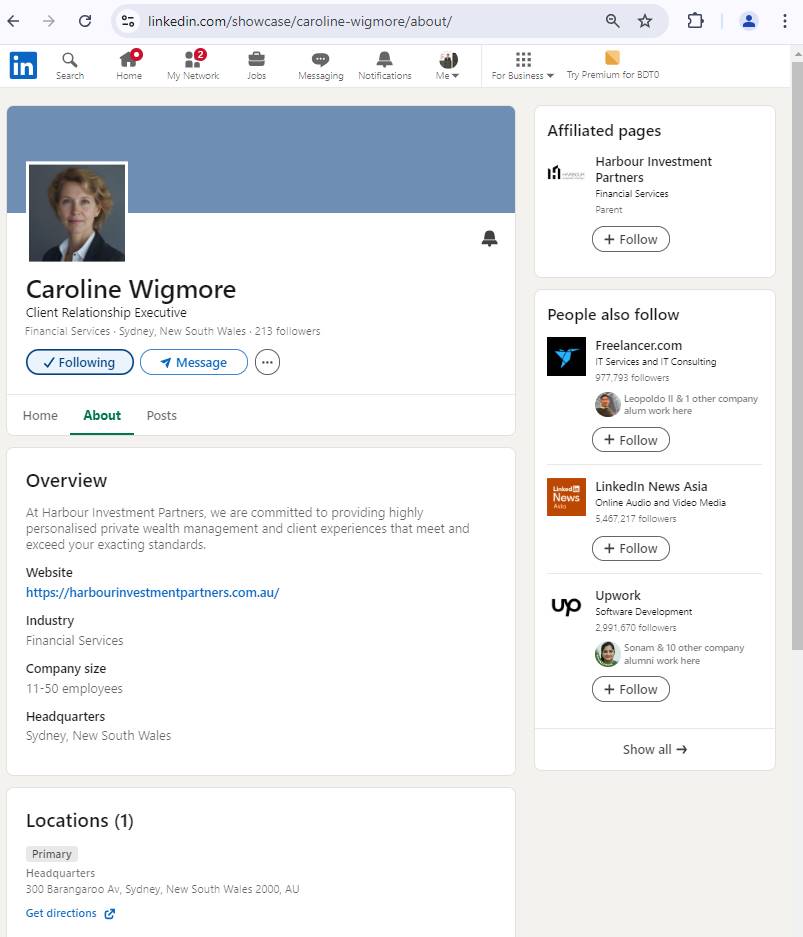 linkedin.com/showcase/caroline-wigmore/about/
in
Search
Home
2
My Network
Jobs
Messaging
Notifications
Me
For Business
Try Premium for BDT0
Caroline Wigmore
Client Relationship Executive
Financial Services · Sydney, New South Wales · 213 followers
Following
Message
Home
About
Posts
Overview
At Harbour Investment Partners, we are committed to providing highly
personalised private wealth management and client experiences that meet and
exceed your exacting standards.
Website
https://harbourinvestmentpartners.com.au/
Industry
Financial Services
Company size
11-50 employees
Headquarters
Sydney, New South Wales
Locations (1)
Primary
Headquarters
300 Barangaroo Av, Sydney, New South Wales 2000, AU
Get directions
Affiliated pages
HARBOUR
Harbour Investment
Partners
Financial Services
Parent
+ Follow
People also follow
Freelancer.com
IT Services and IT Consulting
977,793 followers
Leopoldo II & 1 other company
alum work here
+ Follow
Linked in
News
Asia
LinkedIn News Asia
Online Audio and Video Media
5,467,217 followers
+ Follow
up
Upwork
Software Development
2,991,670 followers
Sonam & 10 other company
alumni work here
+ Follow
Show all →